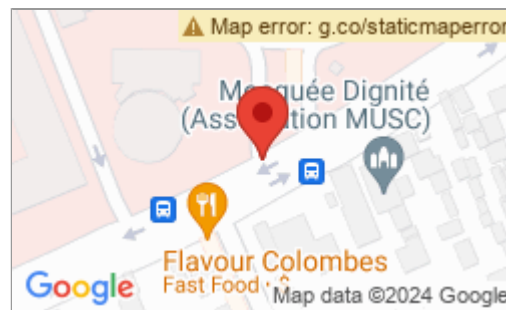 Map error: g.co/staticmaperror
Mosquée Dignité
(Association MUSC)
Flavour Colombes
Fast Food · $
Google
Map data ©2024 Google